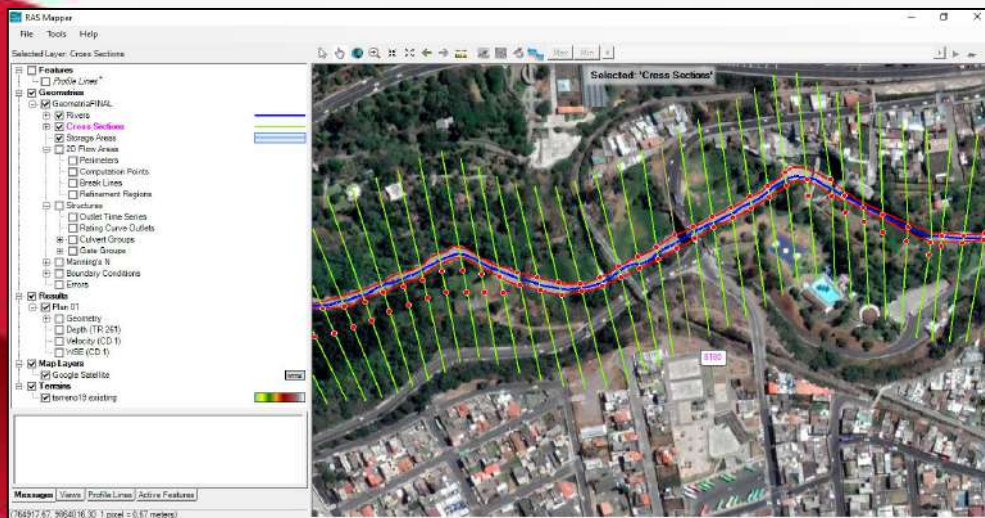 RAS Mapper
File Tools Help
Selected Layer: Cross Sections
Max Min
Selected: 'Cross Sections'
Features
Profile Lines*
Geometries
GeometriaFINAL
Rivers
Cross Sections
Storage Areas
2D Flow Areas
Perimeters
Computation Points
Break Lines
Refinement Regions
Structures
Outlet Time Series
Rating Curve Outlets
Culvert Groups
Gate Groups
Manning's N
Boundary Conditions
Errors
Results
Plan 01
Geometry
Depth (TR 261)
Velocity (CD 1)
WSE (CD 1)
Map Layers
Google Satellite
Terrains
terreno19.existing
Messages Views Profile Lines Active Features